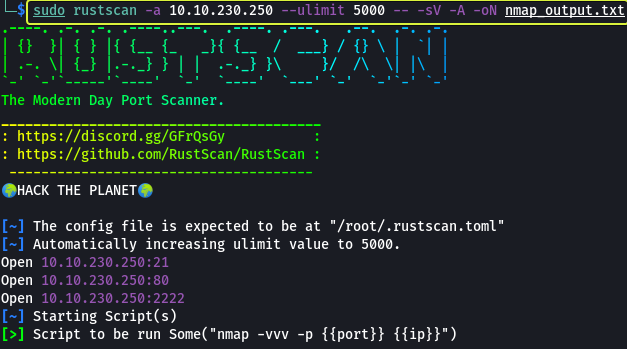 └─$ sudo rustscan -a 10.10.230.250 --ulimit 5000 -- -sV -A -oN nmap_output.txt
.----. .-. .-. .----..---.  .----. .---.   .--.  .-. .-.
| {}  }| { } |{ {__ {_   _}{ {__  /  ___} / {} \ |  `| |
| .-. \| {_} |.-._} } | |  .-._} }\     }/  /\  \| |\  |
`-' `-'`-----'`----'  `-'  `----'  `---' `-'  `-'`-' `-'
The Modern Day Port Scanner.
________________________________________
: https://discord.gg/GFrQsGy           :
: https://github.com/RustScan/RustScan :
 --------------------------------------
🌍HACK THE PLANET🌍
[~] The config file is expected to be at "/root/.rustscan.toml"
[~] Automatically increasing ulimit value to 5000.
Open 10.10.230.250:21
Open 10.10.230.250:80
Open 10.10.230.250:2222
[~] Starting Script(s)
[>] Script to be run Some("nmap -vvv -p {{port}} {{ip}}")